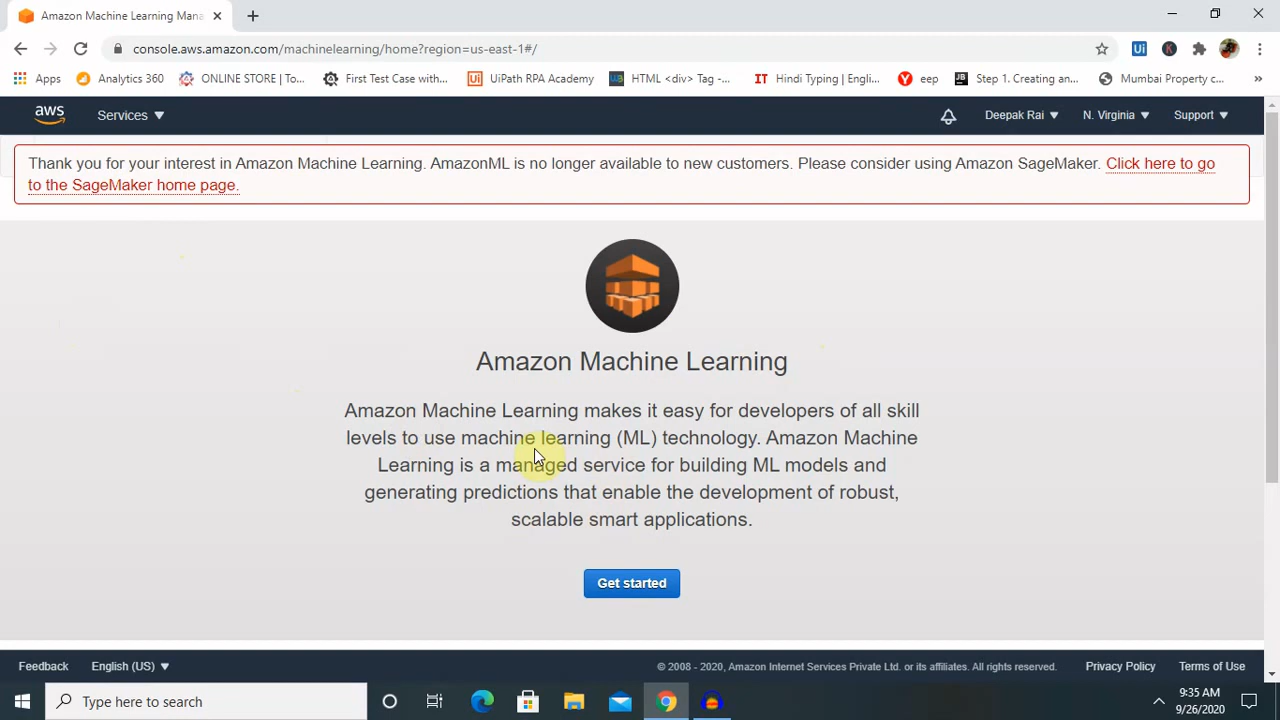 Amazon Machine Learning Mana
console.aws.amazon.com/machinelearning/home?region=us-east-1#/
Apps
Analytics 360
ONLINE STORE | To...
First Test Case with...
UiPath RPA Academy
HTML <div> Tag -...
Hindi Typing | Engli...
eep
Step 1. Creating an...
Mumbai Property c...
»
aws
Services
Deepak Rai
N. Virginia
Support
Thank you for your interest in Amazon Machine Learning. AmazonML is no longer available to new customers. Please consider using Amazon SageMaker. Click here to go
to the SageMaker home page.
Amazon Machine Learning
Amazon Machine Learning makes it easy for developers of all skill
levels to use machine learning (ML) technology. Amazon Machine
Learning is a managed service for building ML models and
generating predictions that enable the development of robust,
scalable smart applications.
Get started
Feedback
English (US)
© 2008 - 2020, Amazon Internet Services Private Ltd. or its affiliates. All rights reserved.
Privacy Policy
Terms of Use
Type here to search
9:35 AM
9/26/2020